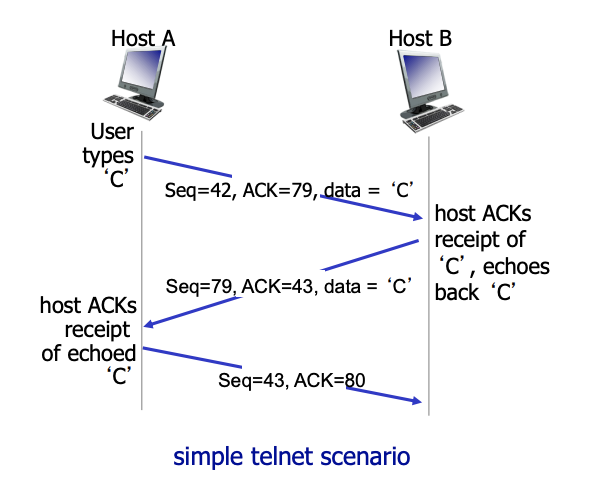 Host A
Host B
User
types
‘C’
Seq=42, ACK=79, data = ‘C’
host ACKs
receipt of
‘C’, echoes
back ‘C’
Seq=79, ACK=43, data = ‘C’
host ACKs
receipt
of echoed
‘C’
Seq=43, ACK=80
simple telnet scenario